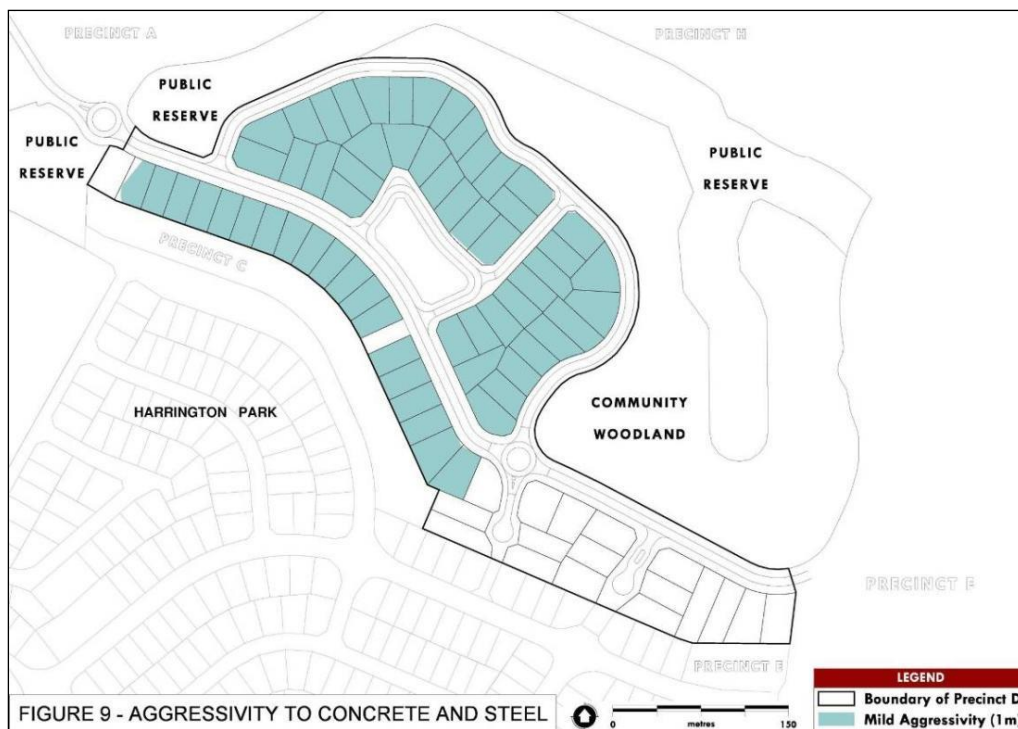 PRECINCT A
PRECINCT H
PUBLIC
RESERVE
PUBLIC
RESERVE
PUBLIC
RESERVE
PRECINCT C
HARRINGTON PARK
COMMUNITY
WOODLAND
PRECINCT F
PRECINCT E
FIGURE 9 - AGGRESSIVITY TO CONCRETE AND STEEL
0
metres
150
LEGEND
Boundary of Precinct D
Mild Aggressivity (1m)